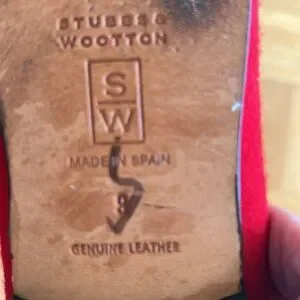 STUBBS &
WOOTTON
S
W
MADE IN SPAIN
9
GENUINE LEATHER